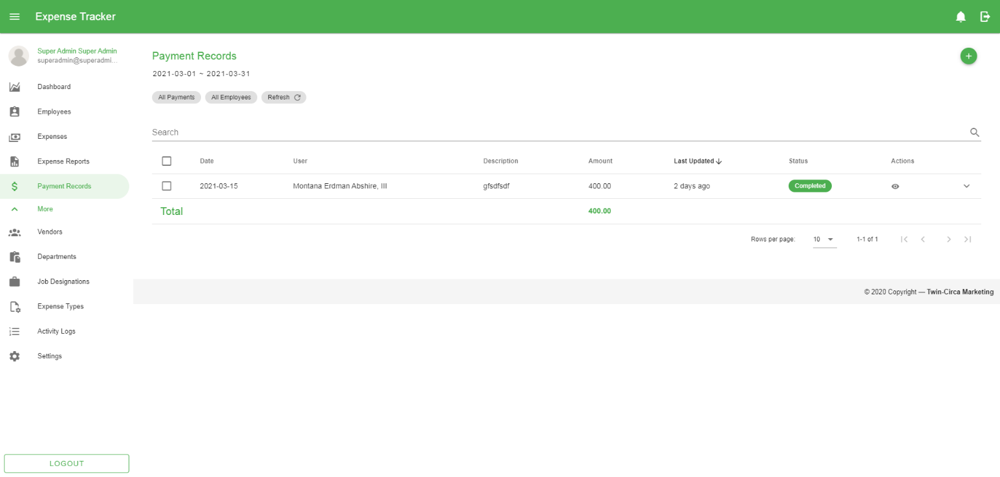 Expense Tracker
Super Admin Super Admin
superadmin@superadmi...
Dashboard
Employees
Expenses
Expense Reports
Payment Records
More
Vendors
Departments
Job Designations
Expense Types
Activity Logs
Settings
LOGOUT
Payment Records
2021-03-01 ~ 2021-03-31
All Payments All Employees Refresh
Search
Date User Description Amount Last Updated Status Actions
2021-03-15 Montana Erdman Abshire, III gfsdfsdf 400.00 2 days ago Completed
Total 400.00
Rows per page: 10 1-1 of 1
© 2020 Copyright — Twin-Circa Marketing